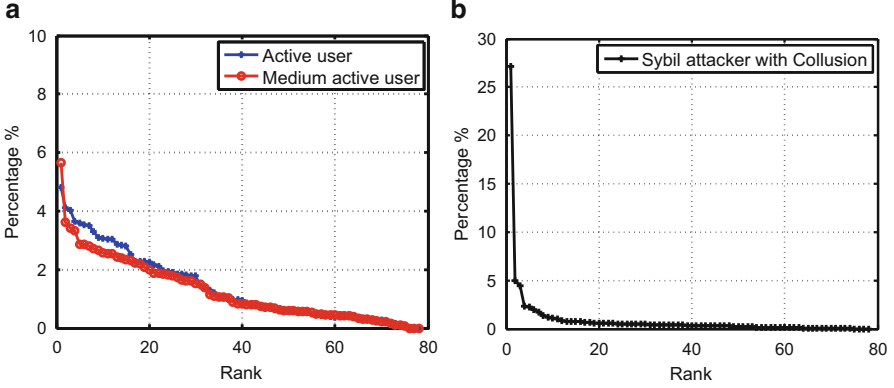 a
10
8
6
4
2
0
Percentage %
Active user
Medium active user
0 20 40 60 80
Rank
b
30
25
20
15
10
5
0
Percentage %
Sybil attacker with Collusion
0 20 40 60 80
Rank